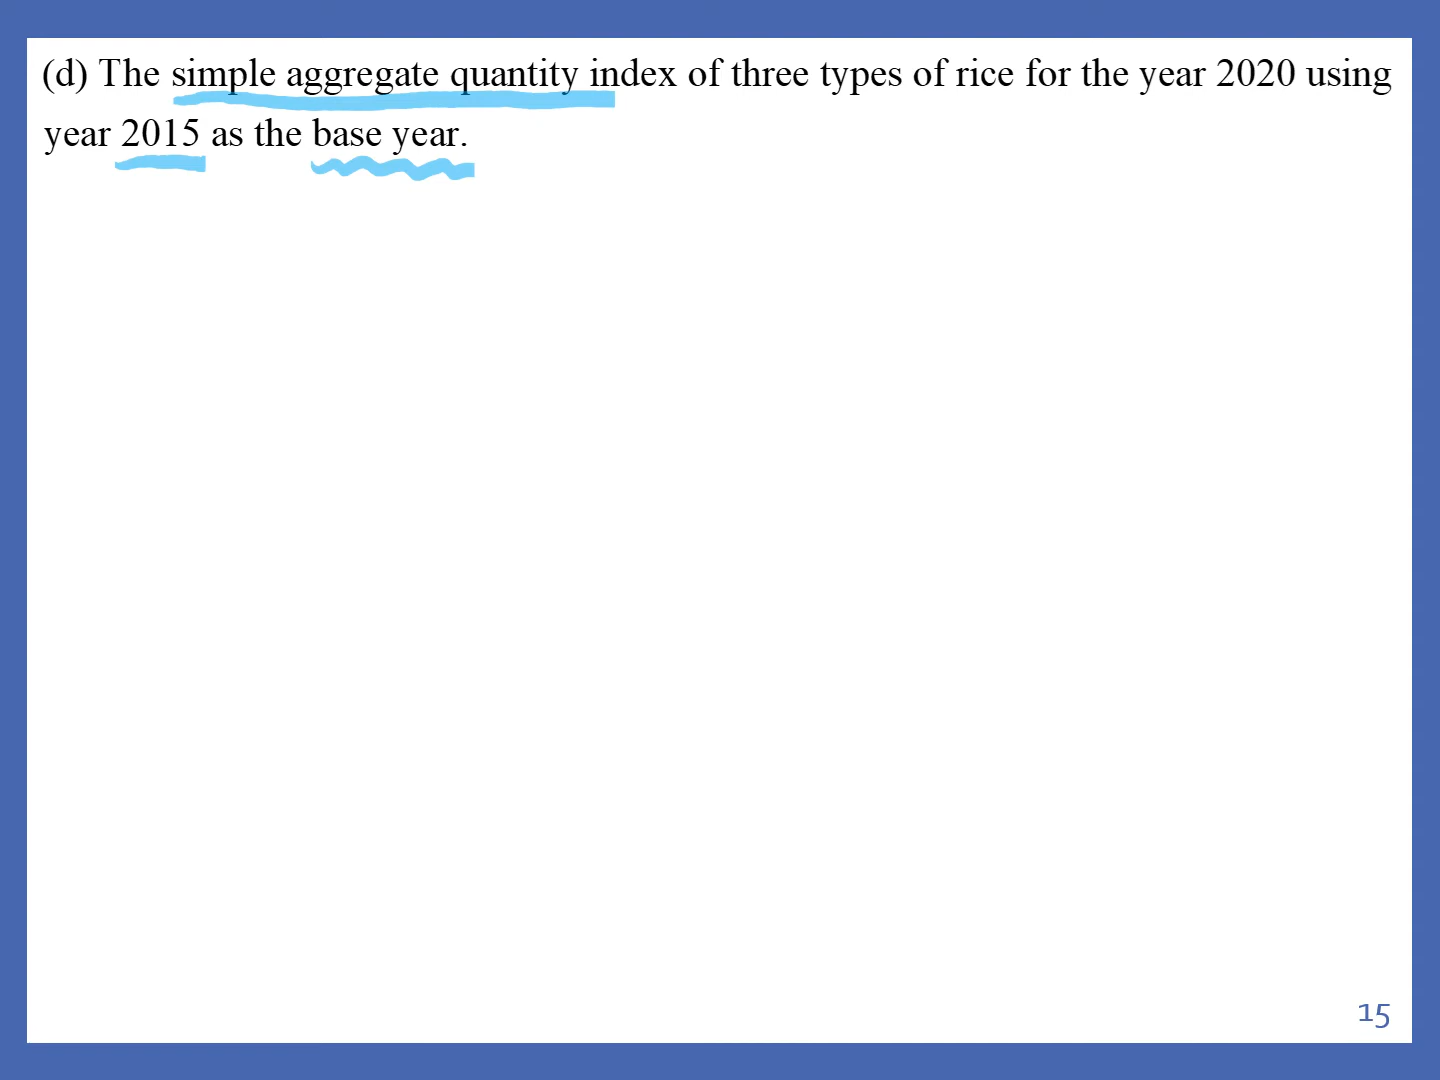 (d) The simple aggregate quantity index of three types of rice for the year 2020 using
year 2015 as the base year.
15